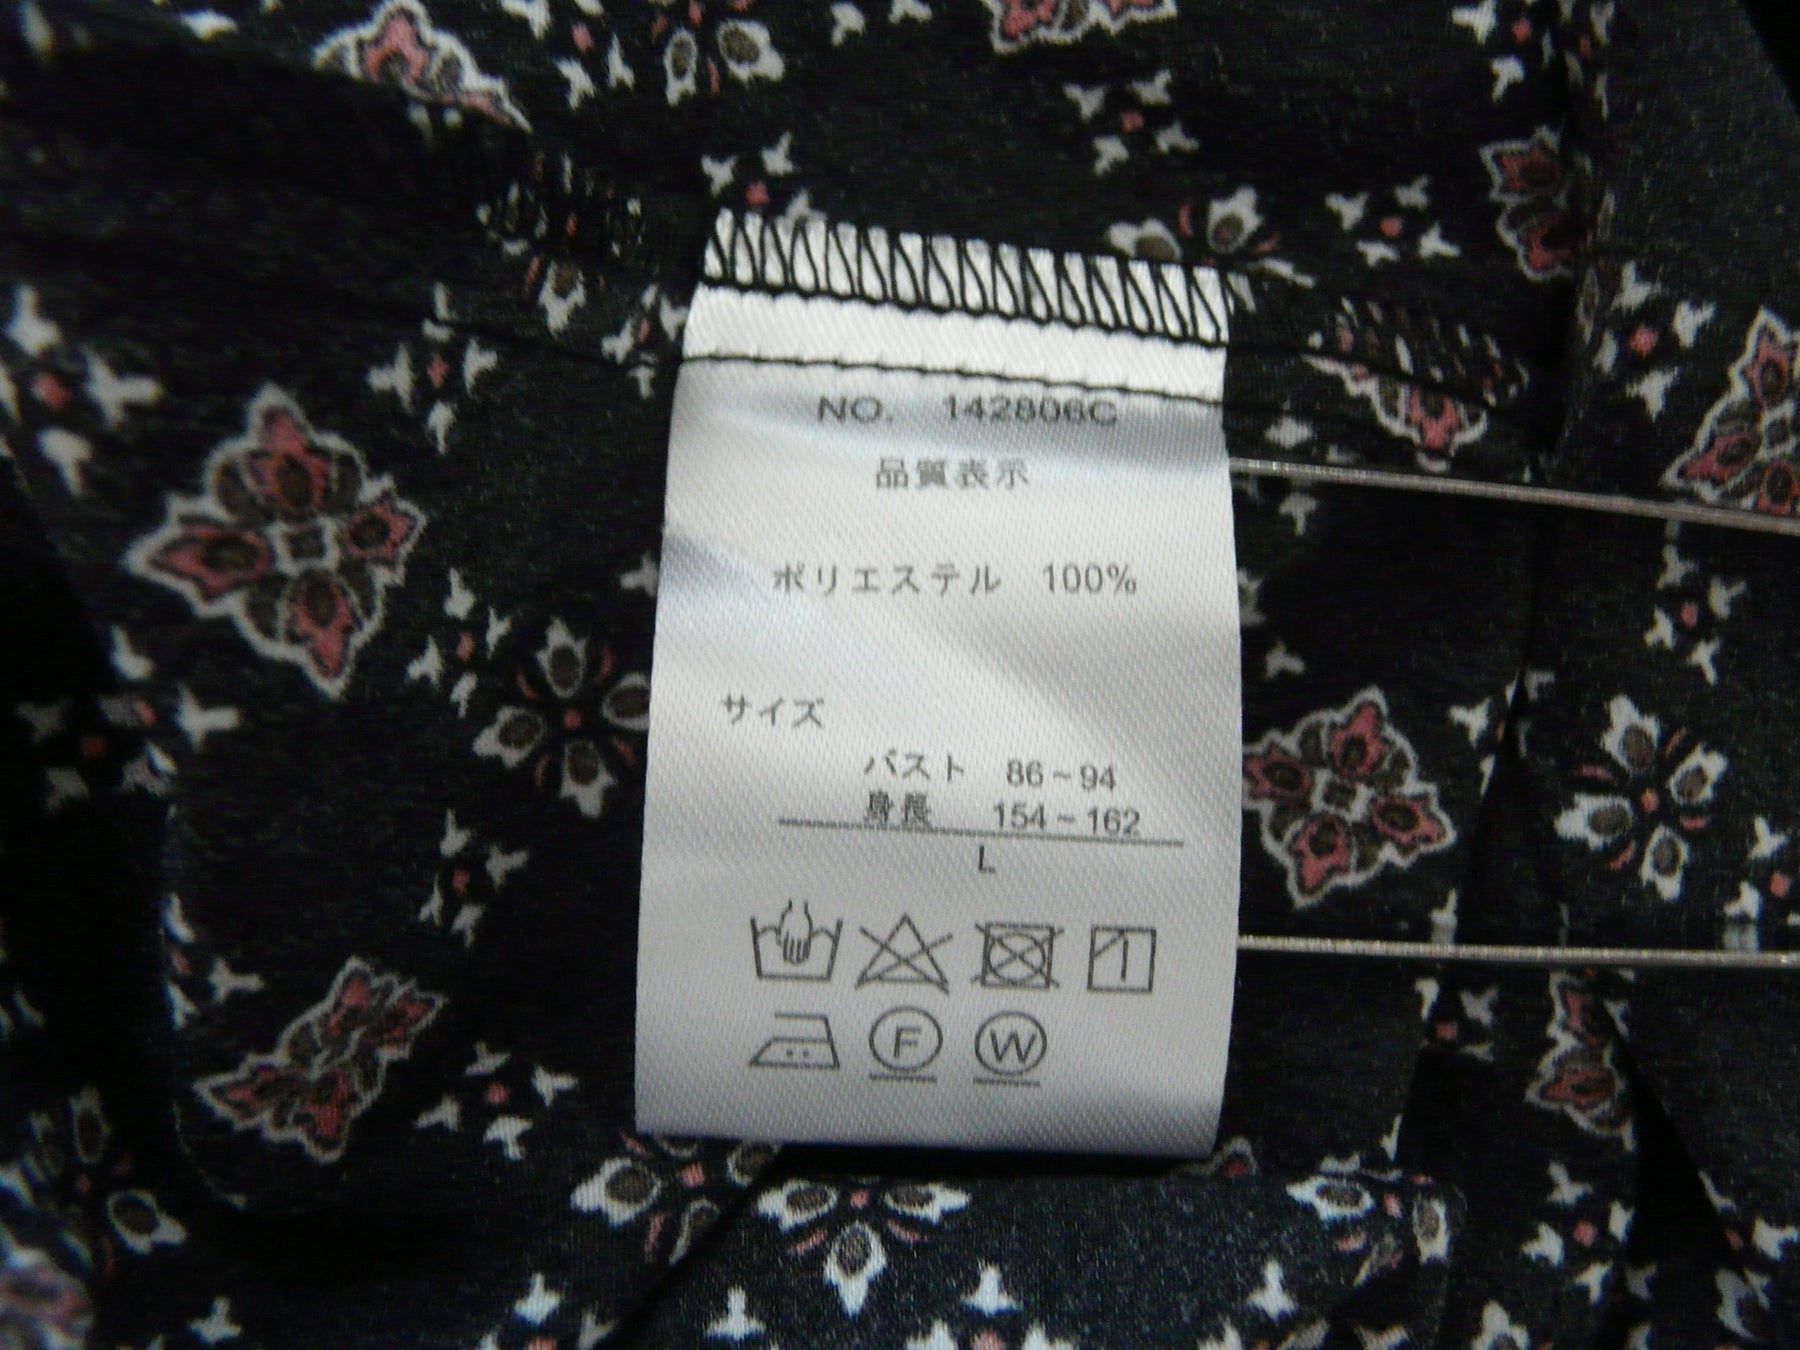 NO. 142806C
品質表示
ポリエステル 100%
サイズ
バスト 86~94
身長 154~162
L
F W